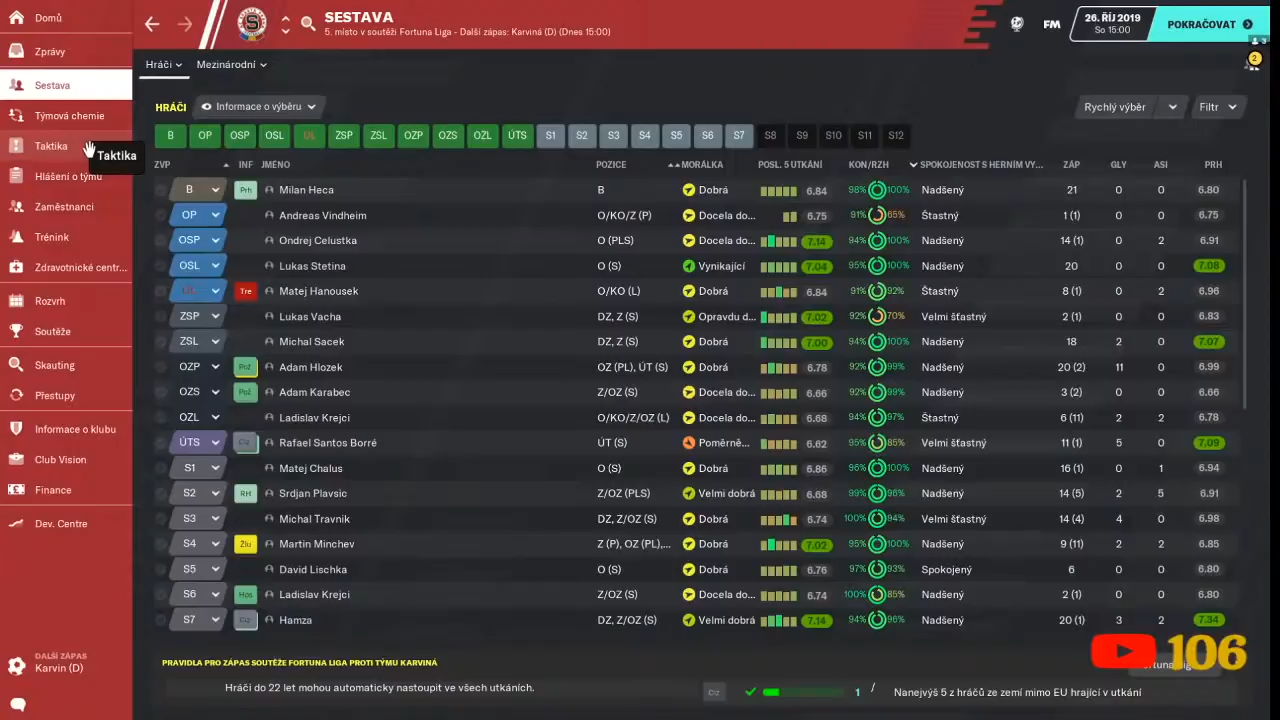 Domů
Zprávy
Sestava
Týmová chemie
Taktika
Taktika
Hlášení o týmu
Zaměstnanci
Trénink
Zdravotnické centr...
Rozvrh
Soutěže
Skauting
Přestupy
Informace o klubu
Club Vision
Finance
Dev. Centre
DALŠÍ ZÁPAS
Karvin (D)
SESTAVA
5. místo v soutěži Fortuna Liga - Další zápas: Karviná (D) (Dnes 15:00)
FM
26. ŘÍJ 2019
So 15:00
POKRAČOVAT
3
2
Hráči Mezinárodní
HRÁČI Informace o výběru Rychlý výběr Filtr
B OP OSP OSL UL ZSP ZSL OZP OZS OZL ÚTS S1 S2 S3 S4 S5 S6 S7 S8 S9 S10 S11 S12
ZVP INF JMÉNO POZICE MORÁLKA POSL. 5 UTKÁNÍ KON/RZH SPOKOJENOST S HERNÍM VY... ZÁP GLY ASI PRH
B Prh Milan Heca B Dobrá 6.84 98% 100% Nadšený 21 0 0 6.80
OP Andreas Vindheim O/KO/Z (P) Docela do... 6.75 91% 65% Šťastný 1 (1) 0 0 6.75
OSP Ondrej Celustka O (PLS) Docela do... 7.14 94% 100% Nadšený 14 (1) 0 2 6.91
OSL Lukas Stetina O (S) Vynikající 7.04 95% 100% Nadšený 20 0 0 7.08
UL Tre Matej Hanousek O/KO (L) Dobrá 6.84 91% 92% Šťastný 8 (1) 0 2 6.96
ZSP Lukas Vacha DZ, Z (S) Opravdu d... 7.02 92% 70% Velmi šťastný 2 (1) 0 0 6.83
ZSL Michal Sacek DZ, Z (S) Dobrá 7.00 94% 100% Nadšený 18 2 0 7.07
OZP Pož Adam Hlozek OZ (PL), ÚT (S) Dobrá 6.78 92% 99% Nadšený 20 (2) 11 0 6.99
OZS Pož Adam Karabec Z/OZ (S) Docela do... 6.66 92% 99% Nadšený 3 (2) 0 0 6.66
OZL Ladislav Krejci O/KO/Z/OZ (L) Docela do... 6.68 94% 97% Šťastný 6 (11) 2 2 6.78
ÚTS Ciz Rafael Santos Borré ÚT (S) Poměrně... 6.62 95% 85% Velmi šťastný 11 (1) 5 0 7.09
S1 Matej Chalus O (S) Dobrá 6.86 96% 100% Nadšený 16 (1) 0 1 6.94
S2 RH Srdjan Plavsic Z/OZ (PLS) Velmi dobrá 6.68 99% 96% Nadšený 14 (5) 2 5 6.91
S3 Michal Travnik DZ, Z/OZ (S) Dobrá 6.74 100% 94% Velmi šťastný 14 (4) 4 0 6.98
S4 Žlu Martin Minchev Z (P), OZ (PL),... Dobrá 7.02 95% 100% Nadšený 9 (11) 2 2 6.85
S5 David Lischka O (S) Dobrá 6.76 97% 93% Spokojený 6 0 0 6.80
S6 Hos Ladislav Krejci Z/OZ (S) Docela do... 6.74 100% 85% Nadšený 2 (1) 0 0 6.80
S7 Ciz Hamza DZ, Z/OZ (S) Velmi dobrá 7.14 94% 96% Nadšený 20 (1) 3 2 7.34
PRAVIDLA PRO ZÁPAS SOUTĚŽE FORTUNA LIGA PROTI TÝMU KARVINÁ
Hráči do 22 let mohou automaticky nastoupit ve všech utkáních.
Ciz 1 / Nanejvýš 5 z hráčů ze zemí mimo EU hrající v utkání
106